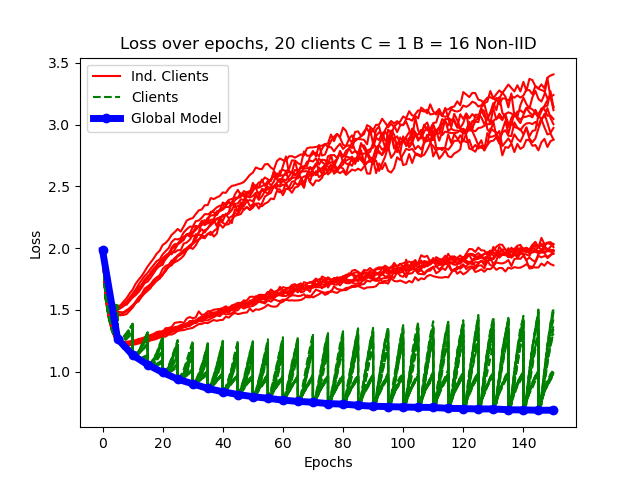 Loss over epochs, 20 clients C = 1 B = 16 Non-IID
Ind. Clients
Clients
Global Model
Loss
3.5
3.0
2.5
2.0
1.5
1.0
0
20
40
60
80
100
120
140
Epochs